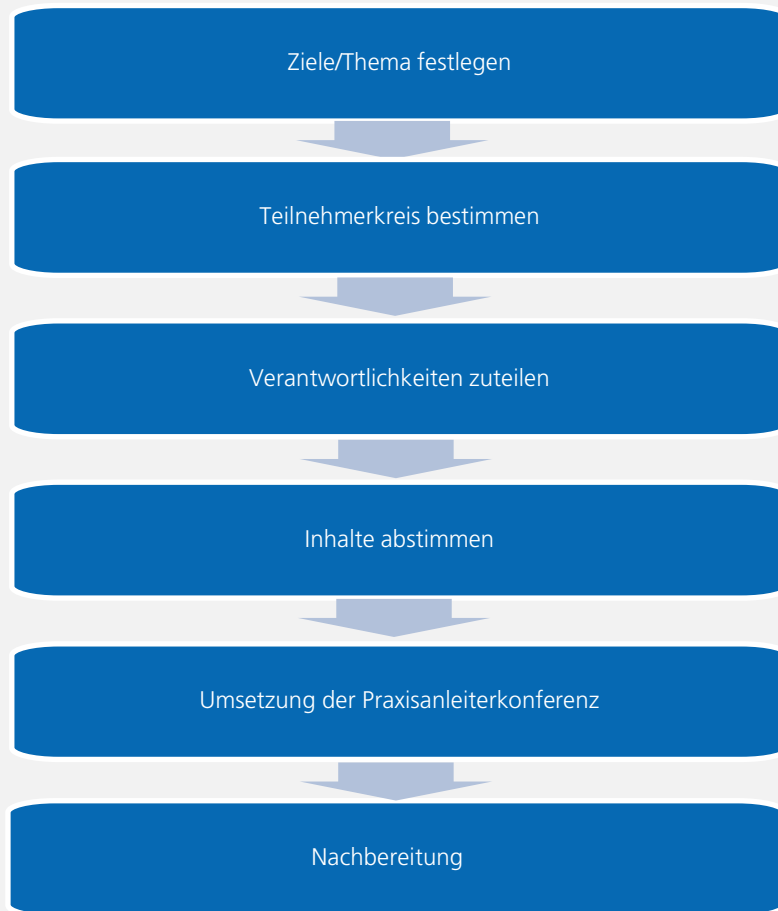 Ziele/Thema festlegen
Teilnehmerkreis bestimmen
Verantwortlichkeiten zuteilen
Inhalte abstimmen
Umsetzung der Praxisanleiterkonferenz
Nachbereitung